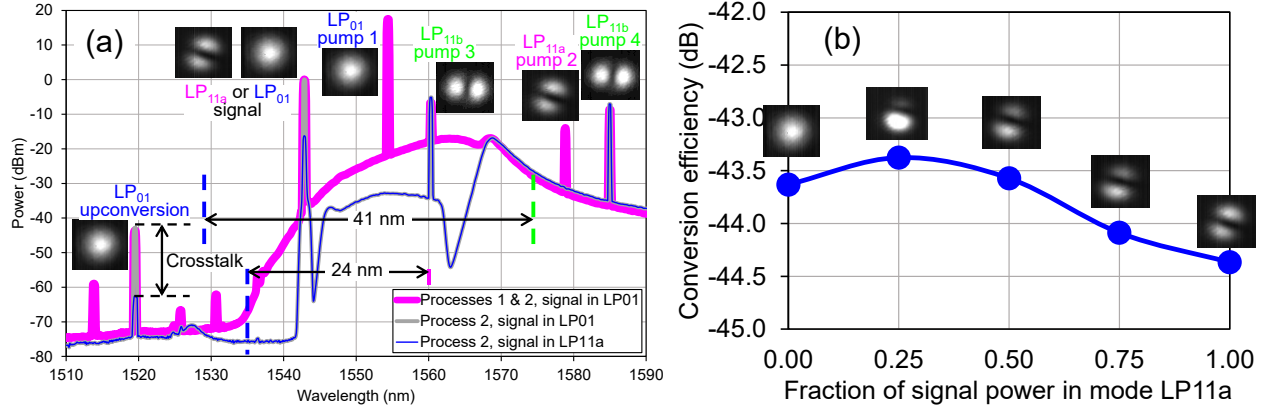 (a)
20
10
0
-10
-20
-30
-40
-50
-60
-70
-80
Power (dBm)
LP01
pump 1
LP11b
pump 3
LP11a
pump 2
LP11b
pump 4
LP11a or LP01
signal
LP01
upconversion
41 nm
Crosstalk
24 nm
Processes 1 & 2, signal in LP01
Process 2, signal in LP01
Process 2, signal in LP11a
1510 1520 1530 1540 1550 1560 1570 1580 1590
Wavelength (nm)
(b)
-42.0
-42.5
-43.0
-43.5
-44.0
-44.5
-45.0
Conversion efficiency (dB)
0.00 0.25 0.50 0.75 1.00
Fraction of signal power in mode LP11a